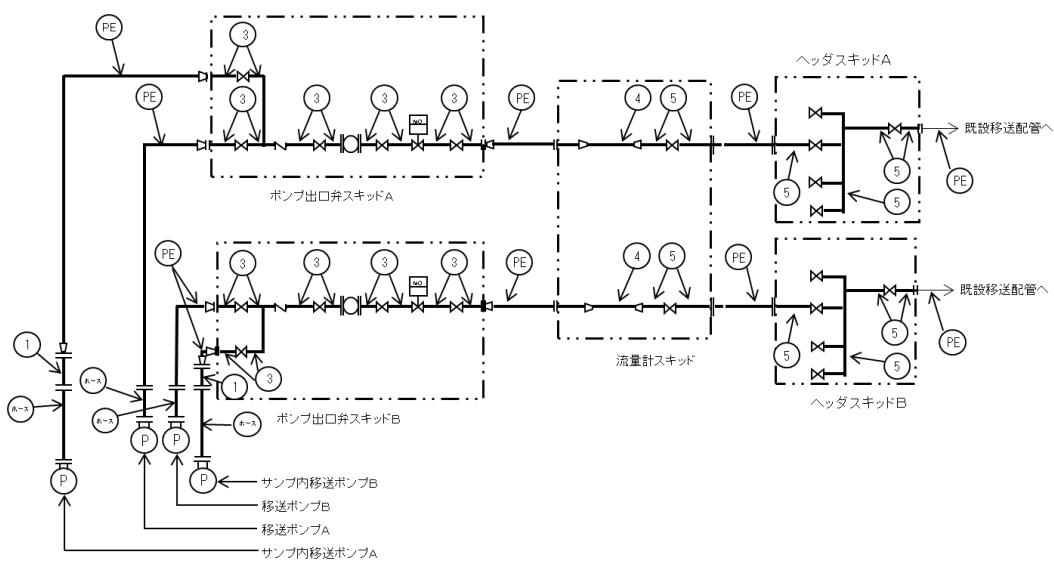 PE
3
PE
3
3
3
NO
3
PE
4
5
PE
ヘッダスキッドA
既設移送配管へ
5
PE
5
5
ポンプ出口弁スキッドA
PE
3
3
3
NO
3
PE
4
5
PE
既設移送配管へ
5
PE
5
5
流量計スキッド
ヘッダスキッドB
1
ホース
ホース
ホース
3
1
ホース
ポンプ出口弁スキッドB
P
P
P
P
サンプ内移送ポンプB
移送ポンプB
移送ポンプA
サンプ内移送ポンプA